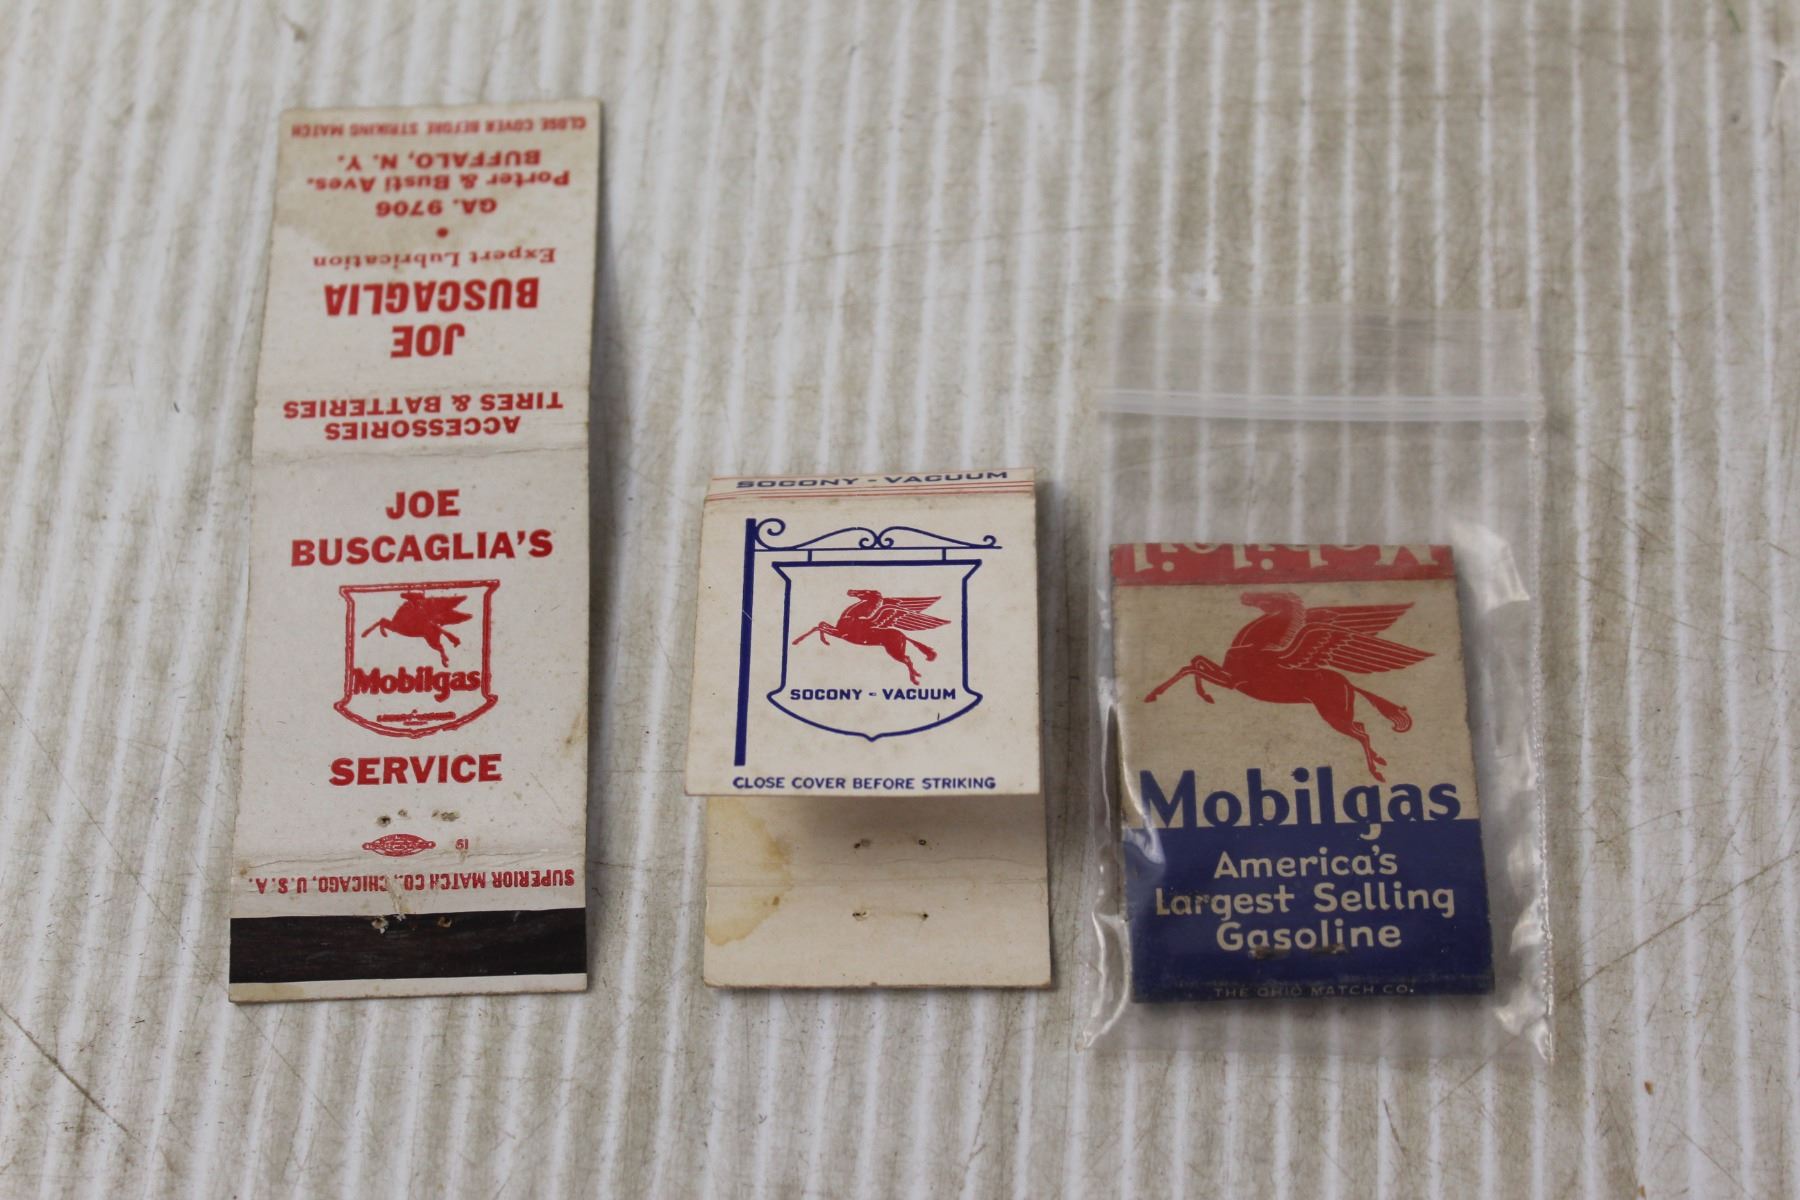 CLOSE COVER BEFORE STRIKING MATCH
BUFFALO, N. Y.
Porter & Busti Aves.
GA. 9706
Expert Lubrication
BUSCAGLIA
JOE
TIRES & BATTERIES
ACCESSORIES
JOE
BUSCAGLIA'S
Mobilgas
SERVICE
19
SUPERIOR MATCH CO., CHICAGO, U.S.A.
SOCONY - VACUUM
SOCONY - VACUUM
CLOSE COVER BEFORE STRIKING
Mobiloil
Mobilgas
America's
Largest Selling
Gasoline
THE OHIO MATCH CO.